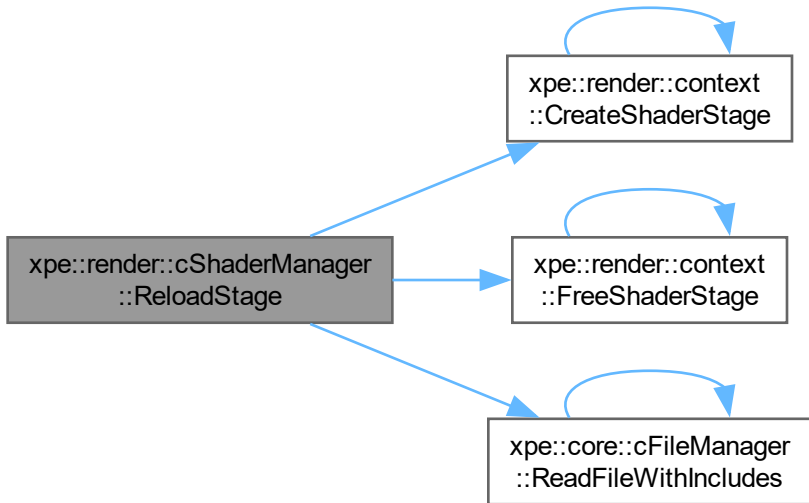 xpe::render::context
::CreateShaderStage
xpe::render::cShaderManager
::ReloadStage
xpe::render::context
::FreeShaderStage
xpe::core::cFileManager
::ReadFileWithIncludes